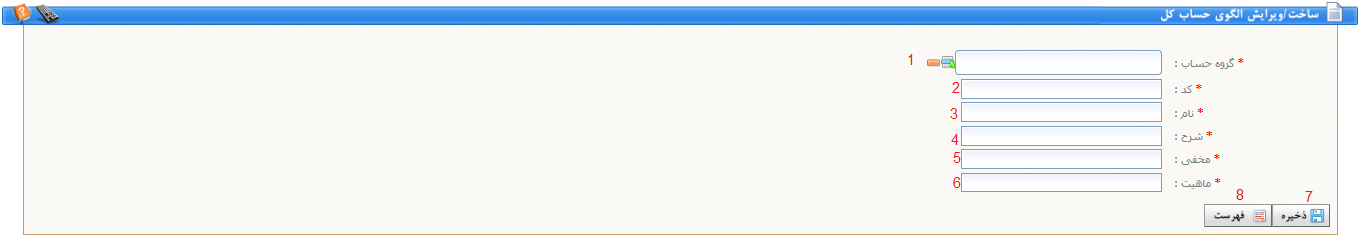 ساخت/ویرایش الگوی حساب کل
* گروه حساب : 1
* کد : 2
* نام : 3
* شرح : 4
* مخفی : 5
* ماهیت : 6
7 8
ذخیره فهرست